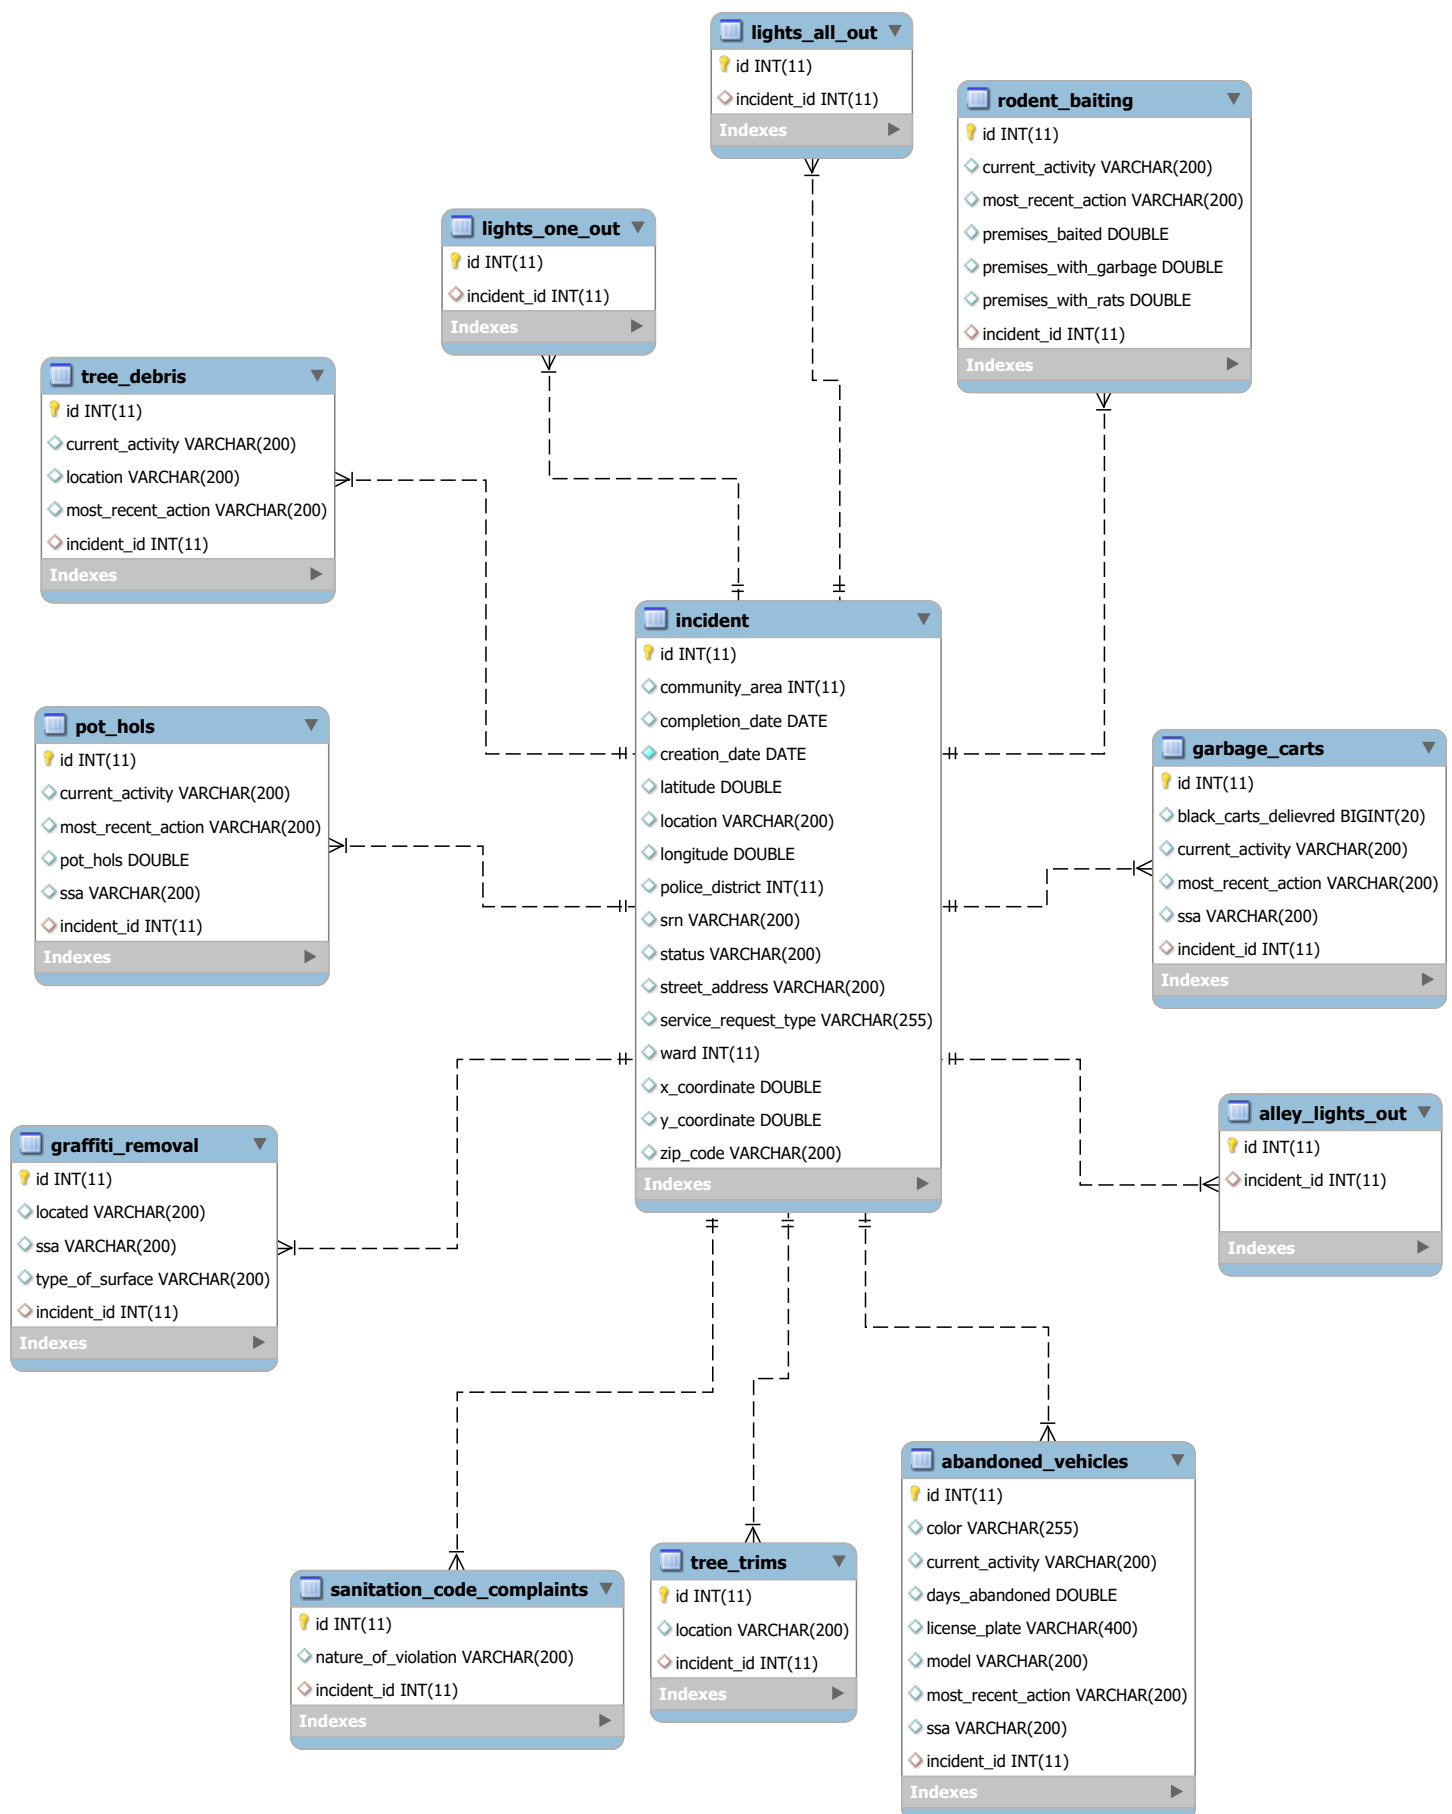 lights_all_out
id INT(11)
incident_id INT(11)
Indexes
rodent_baiting
id INT(11)
current_activity VARCHAR(200)
most_recent_action VARCHAR(200)
premises_baited DOUBLE
premises_with_garbage DOUBLE
premises_with_rats DOUBLE
incident_id INT(11)
Indexes
lights_one_out
id INT(11)
incident_id INT(11)
Indexes
tree_debris
id INT(11)
current_activity VARCHAR(200)
location VARCHAR(200)
most_recent_action VARCHAR(200)
incident_id INT(11)
Indexes
incident
id INT(11)
community_area INT(11)
completion_date DATE
creation_date DATE
latitude DOUBLE
location VARCHAR(200)
longitude DOUBLE
police_district INT(11)
srn VARCHAR(200)
status VARCHAR(200)
street_address VARCHAR(200)
service_request_type VARCHAR(255)
ward INT(11)
x_coordinate DOUBLE
y_coordinate DOUBLE
zip_code VARCHAR(200)
Indexes
pot_hols
id INT(11)
current_activity VARCHAR(200)
most_recent_action VARCHAR(200)
pot_hols DOUBLE
ssa VARCHAR(200)
incident_id INT(11)
Indexes
garbage_carts
id INT(11)
black_carts_delievred BIGINT(20)
current_activity VARCHAR(200)
most_recent_action VARCHAR(200)
ssa VARCHAR(200)
incident_id INT(11)
Indexes
alley_lights_out
id INT(11)
incident_id INT(11)
Indexes
graffiti_removal
id INT(11)
located VARCHAR(200)
ssa VARCHAR(200)
type_of_surface VARCHAR(200)
incident_id INT(11)
Indexes
abandoned_vehicles
id INT(11)
color VARCHAR(255)
current_activity VARCHAR(200)
days_abandoned DOUBLE
license_plate VARCHAR(400)
model VARCHAR(200)
most_recent_action VARCHAR(200)
ssa VARCHAR(200)
incident_id INT(11)
Indexes
tree_trims
id INT(11)
location VARCHAR(200)
incident_id INT(11)
Indexes
sanitation_code_complaints
id INT(11)
nature_of_violation VARCHAR(200)
incident_id INT(11)
Indexes